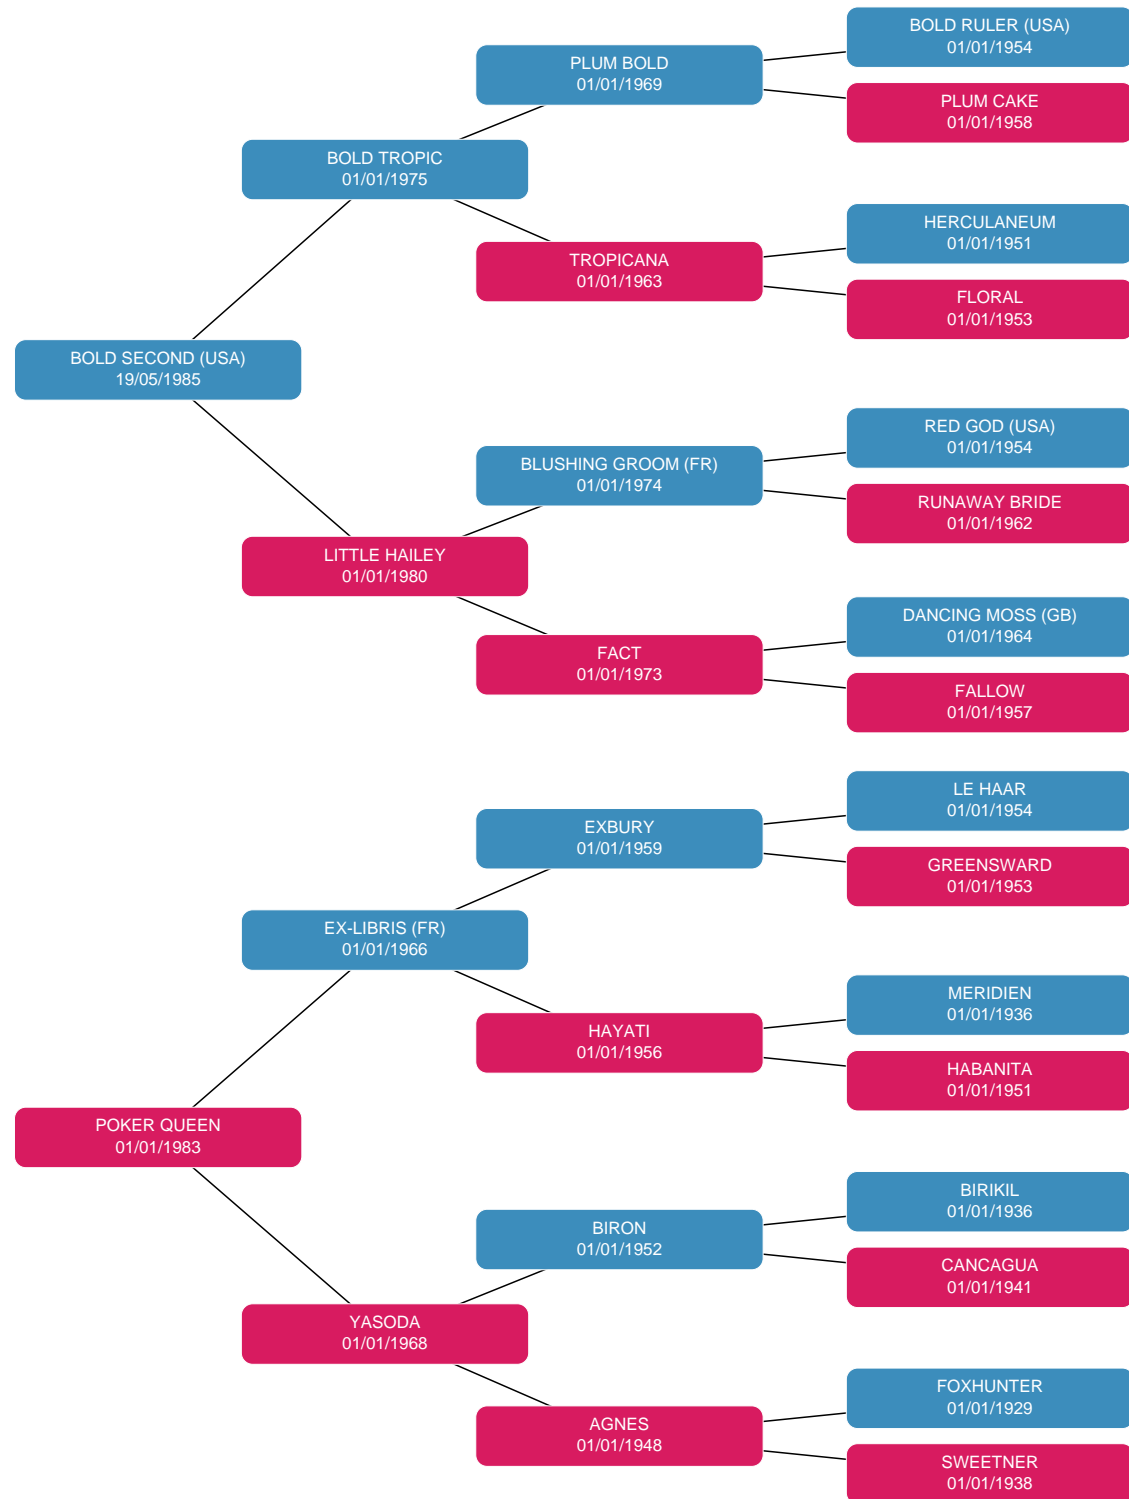 BOLD RULER (USA)
01/01/1954
PLUM BOLD
01/01/1969
PLUM CAKE
01/01/1958
BOLD TROPIC
01/01/1975
HERCULANEUM
01/01/1951
TROPICANA
01/01/1963
FLORAL
01/01/1953
BOLD SECOND (USA)
19/05/1985
RED GOD (USA)
01/01/1954
BLUSHING GROOM (FR)
01/01/1974
RUNAWAY BRIDE
01/01/1962
LITTLE HAILEY
01/01/1980
DANCING MOSS (GB)
01/01/1964
FACT
01/01/1973
FALLOW
01/01/1957
LE HAAR
01/01/1954
EXBURY
01/01/1959
GREENSWARD
01/01/1953
EX-LIBRIS (FR)
01/01/1966
MERIDIEN
01/01/1936
HAYATI
01/01/1956
HABANITA
01/01/1951
POKER QUEEN
01/01/1983
BIRIKIL
01/01/1936
BIRON
01/01/1952
CANCAGUA
01/01/1941
YASODA
01/01/1968
FOXHUNTER
01/01/1929
AGNES
01/01/1948
SWEETNER
01/01/1938